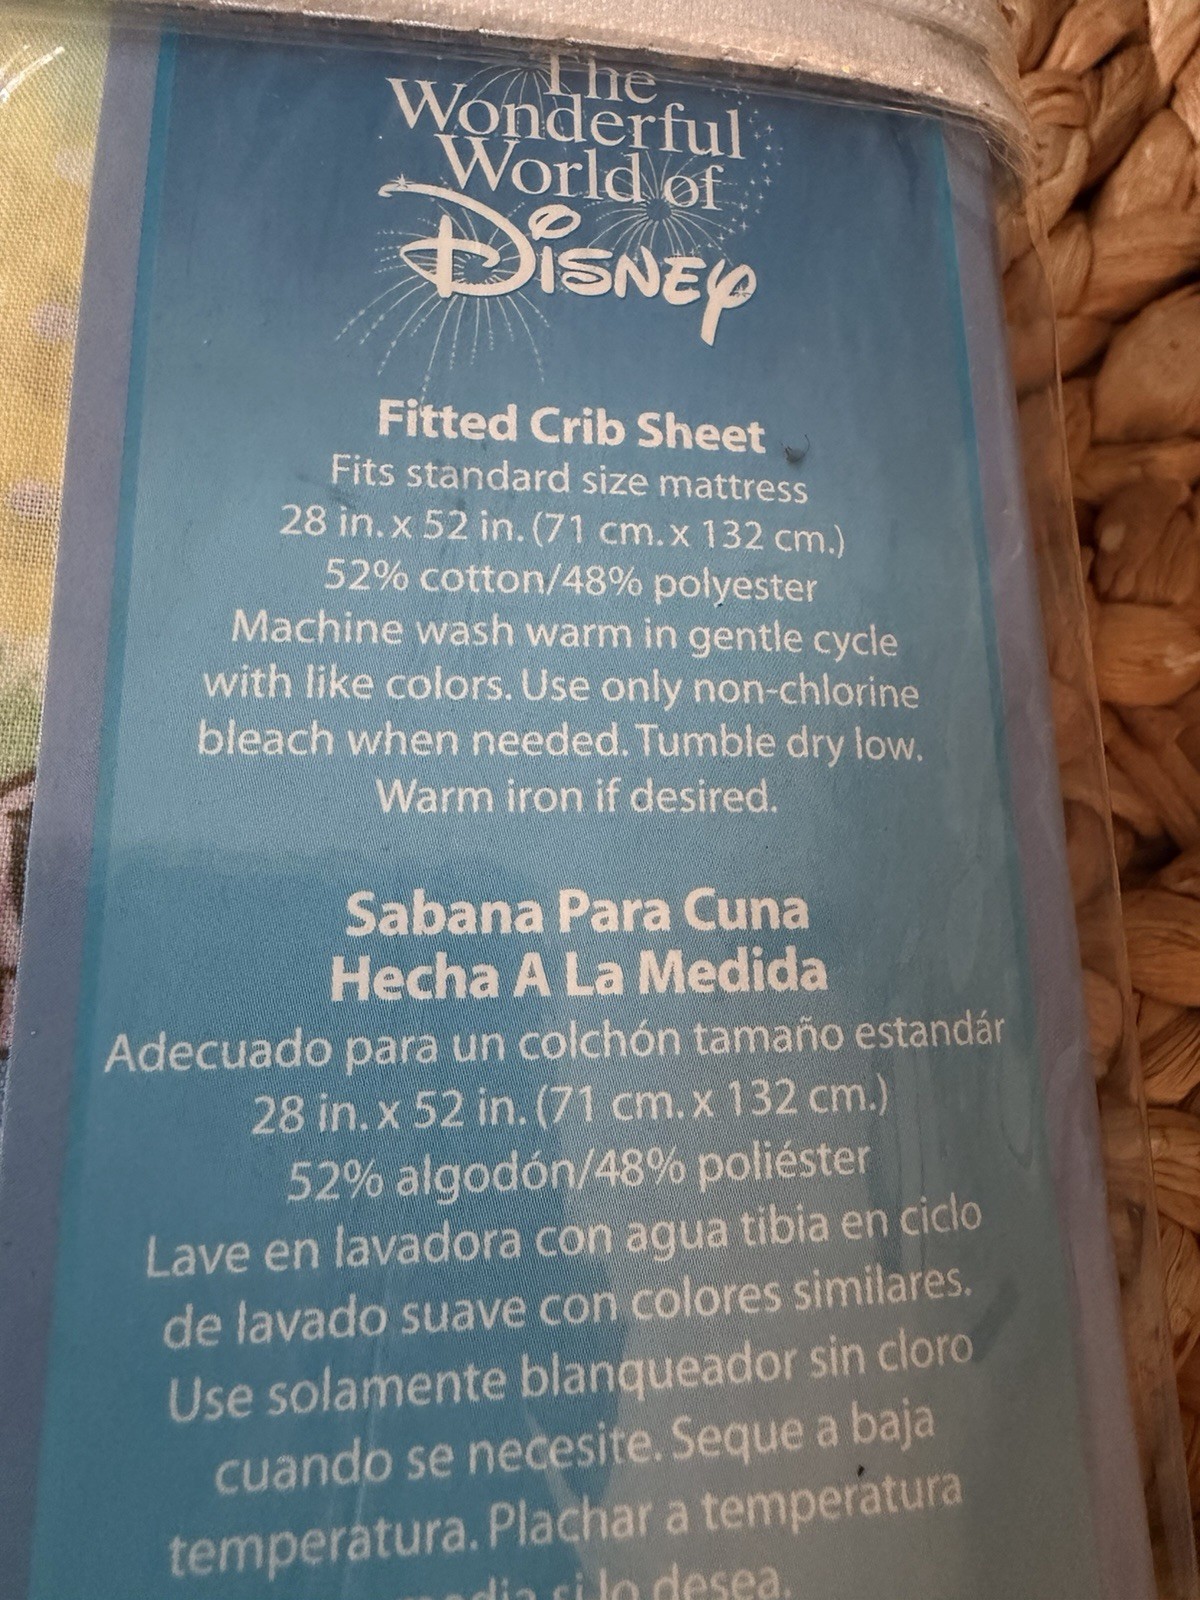 The
Wonderful
World of
Disney
Fitted Crib Sheet
Fits standard size mattress
28 in. x 52 in. (71 cm. x 132 cm.)
52% cotton/48% polyester
Machine wash warm in gentle cycle
with like colors. Use only non-chlorine
bleach when needed. Tumble dry low.
Warm iron if desired.
Sabana Para Cuna
Hecha A La Medida
Adecuado para un colchón tamaño estandár
28 in. x 52 in. (71 cm. x 132 cm.)
52% algodón/48% poliéster
Lave en lavadora con agua tibia en ciclo
de lavado suave con colores similares.
Use solamente blanqueador sin cloro
cuando se necesite. Seque a baja
temperatura. Plachar a temperatura
media si lo desea.